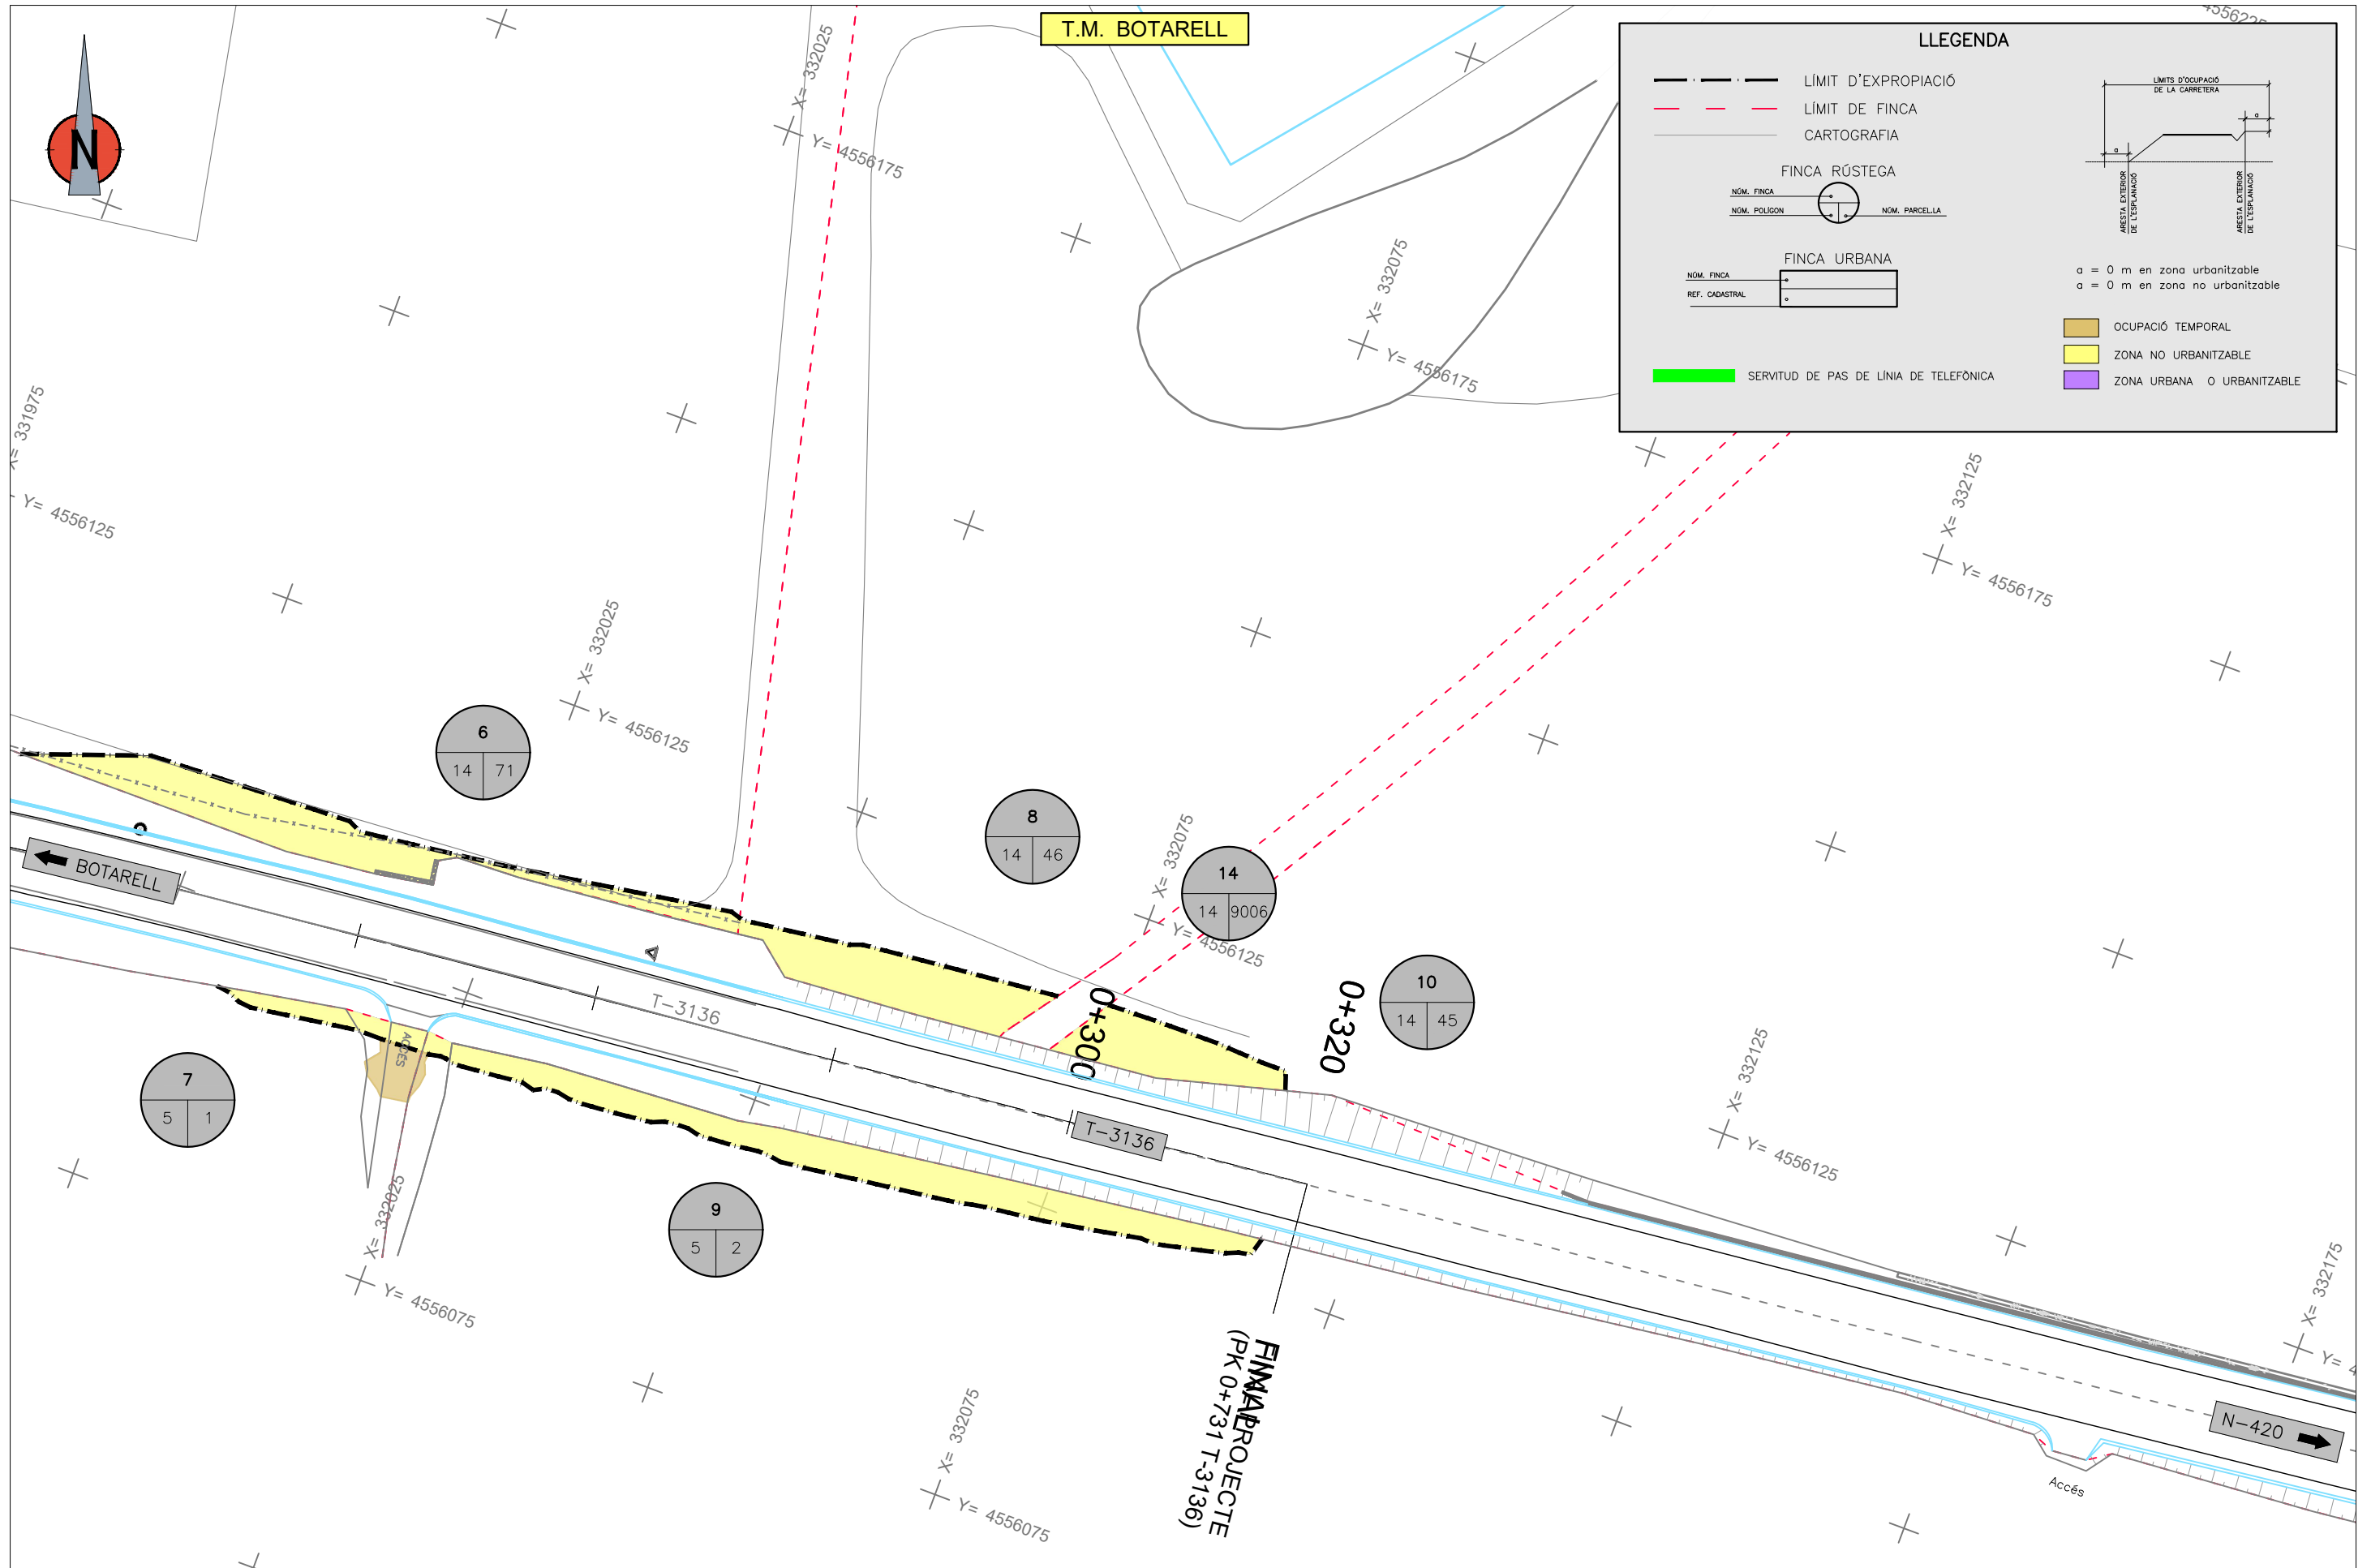 T.M. BOTARELL
N
LLEGENDA
LÍMIT D'EXPROPIACIÓ
LÍMIT DE FINCA
CARTOGRAFIA
FINCA RÚSTEGA
NÚM. FINCA
NÚM. POLÍGON
NÚM. PARCEL.LA
FINCA URBANA
NÚM. FINCA
REF. CADASTRAL
SERVITUD DE PAS DE LÍNIA DE TELEFÒNICA
LÍMITS D'OCUPACIÓ
DE LA CARRETERA
a
a
ARESTA EXTERIOR
DE L'ESPLANACIÓ
ARESTA EXTERIOR
DE L'ESPLANACIÓ
a = 0 m en zona urbanitzable
a = 0 m en zona no urbanitzable
OCUPACIÓ TEMPORAL
ZONA NO URBANITZABLE
ZONA URBANA O URBANITZABLE
X= 332025
Y= 4556175
X= 332075
Y= 4556175
X= 331975
Y= 4556125
X= 332125
Y= 4556175
X= 332025
Y= 4556125
6
14 71
8
14 46
X= 332075
Y= 4556125
14
14 9006
10
14 45
BOTARELL
T-3136
0+300
0+320
ACCÉS
7
5 1
9
5 2
T-3136
X= 332125
Y= 4556125
X= 332025
Y= 4556075
X= 332075
Y= 4556075
X= 332175
PROJECTE
(PK 0+731 T-3136)
N-420
Accés